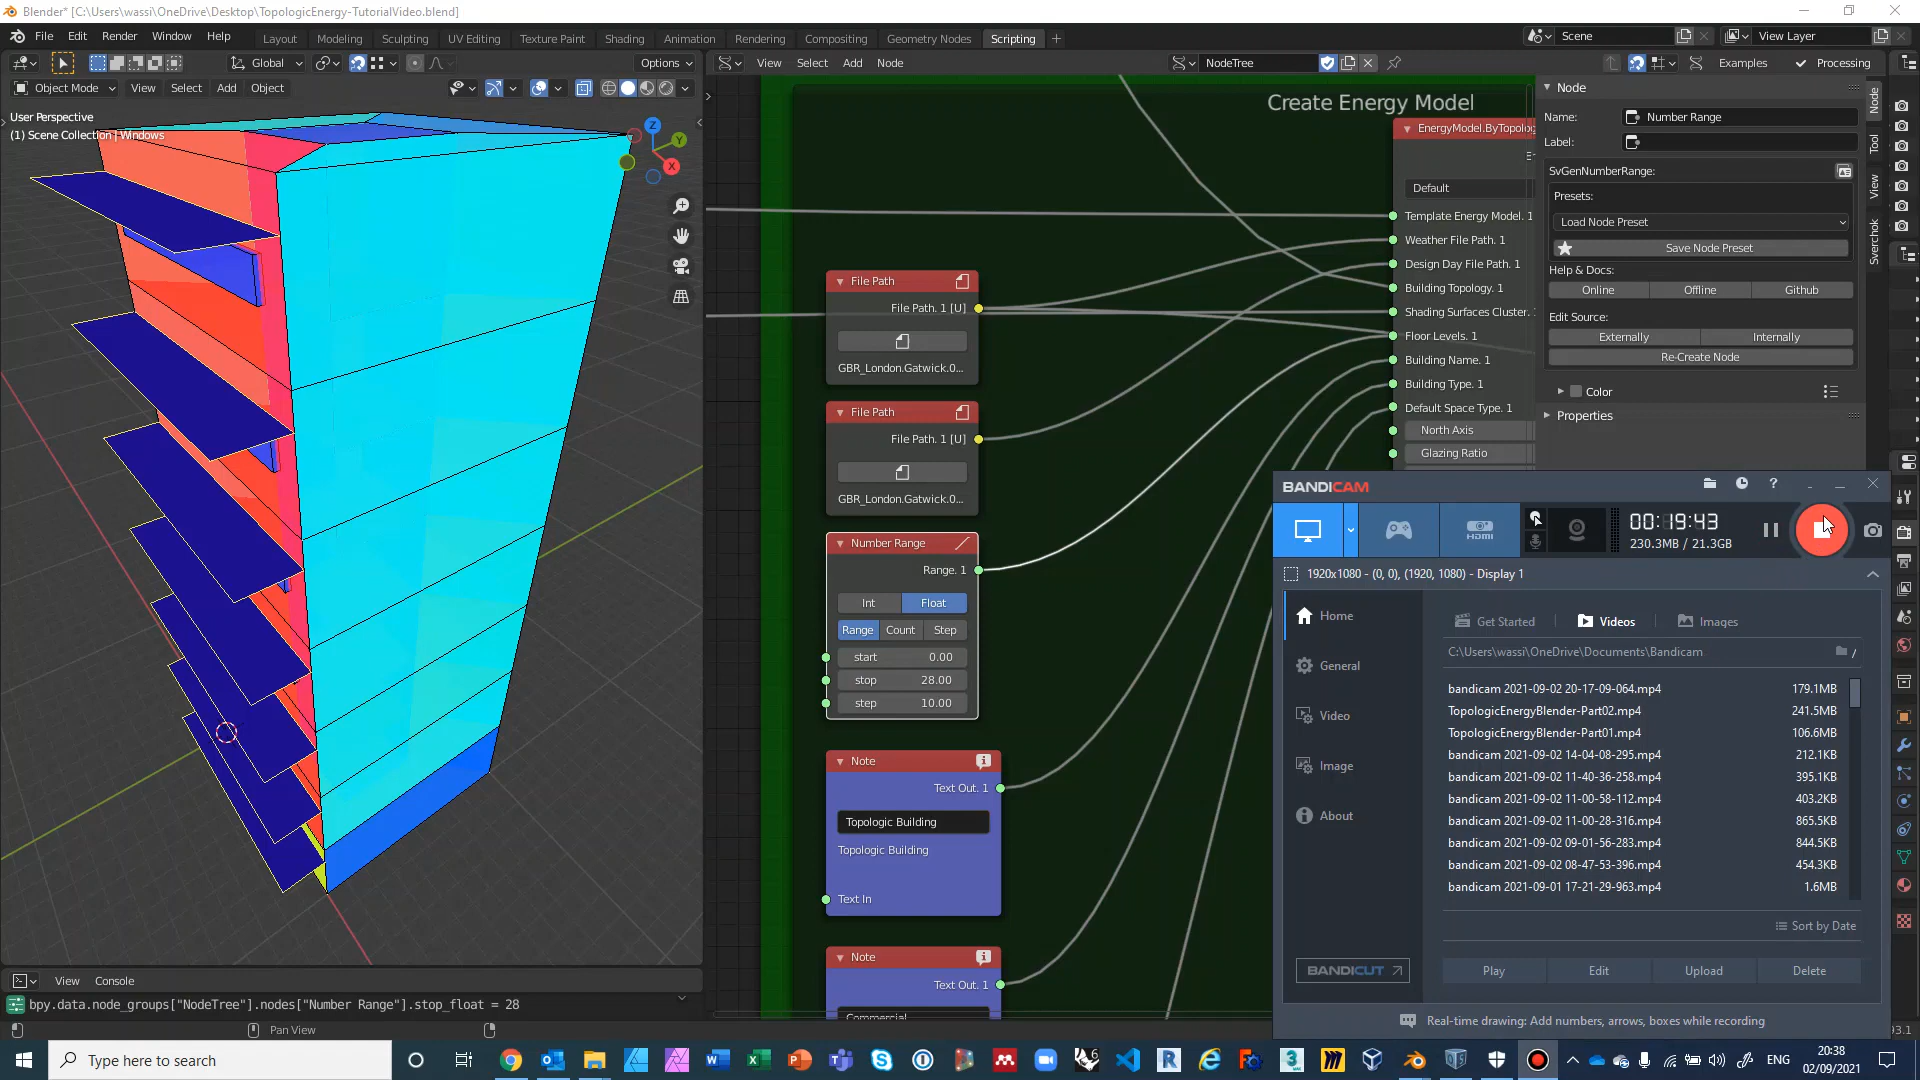 Blender* [C:\Users\wassi\OneDrive\Desktop\TopologicEnergy-TutorialVideo.blend]
File Edit Render Window Help
Layout Modeling Sculpting UV Editing Texture Paint Shading Animation Rendering Compositing Geometry Nodes Scripting +
Scene
View Layer
Global
Options
View Select Add Node
NodeTree
Examples
Processing
Object Mode View Select Add Object
User Perspective
(1) Scene Collection | Windows
Z
Y
X
Create Energy Model
EnergyModel.ByTopolo
Default
Template Energy Model. 1
Weather File Path. 1
Design Day File Path. 1
Building Topology. 1
Shading Surfaces Cluster.
Floor Levels. 1
Building Name. 1
Building Type. 1
Default Space Type. 1
North Axis
Glazing Ratio
File Path
File Path. 1 [U]
GBR_London.Gatwick.0...
File Path
File Path. 1 [U]
GBR_London.Gatwick.0...
Number Range
Range. 1
Int Float
Range Count Step
start 0.00
stop 28.00
step 10.00
Note
Text Out. 1
Topologic Building
Topologic Building
Text In
Note
Text Out. 1
Commercial
Node
Name: Number Range
Label:
SvGenNumberRange:
Presets:
Load Node Preset
Save Node Preset
Help & Docs:
Online Offline Github
Edit Source:
Externally Internally
Re-Create Node
Color
Properties
Node
Tool
View
Sverchok
BANDICAM
HDMI
00:19:43
230.3MB / 21.3GB
1920x1080 - (0, 0), (1920, 1080) - Display 1
Home
General
Video
Image
About
BANDICUT
Get Started Videos Images
C:\Users\wassi\OneDrive\Documents\Bandicam
bandicam 2021-09-02 20-17-09-064.mp4 179.1MB
TopologicEnergyBlender-Part02.mp4 241.5MB
TopologicEnergyBlender-Part01.mp4 106.6MB
bandicam 2021-09-02 14-04-08-295.mp4 212.1KB
bandicam 2021-09-02 11-40-36-258.mp4 395.1KB
bandicam 2021-09-02 11-00-58-112.mp4 403.2KB
bandicam 2021-09-02 11-00-28-316.mp4 865.5KB
bandicam 2021-09-02 09-01-56-283.mp4 844.5KB
bandicam 2021-09-02 08-47-53-396.mp4 454.3KB
bandicam 2021-09-01 17-21-29-963.mp4 1.6MB
Sort by Date
Play Edit Upload Delete
Real-time drawing: Add numbers, arrows, boxes while recording
View Console
bpy.data.node_groups["NodeTree"].nodes["Number Range"].stop_float = 28
Pan View
93.1
Type here to search
ENG
20:38
02/09/2021